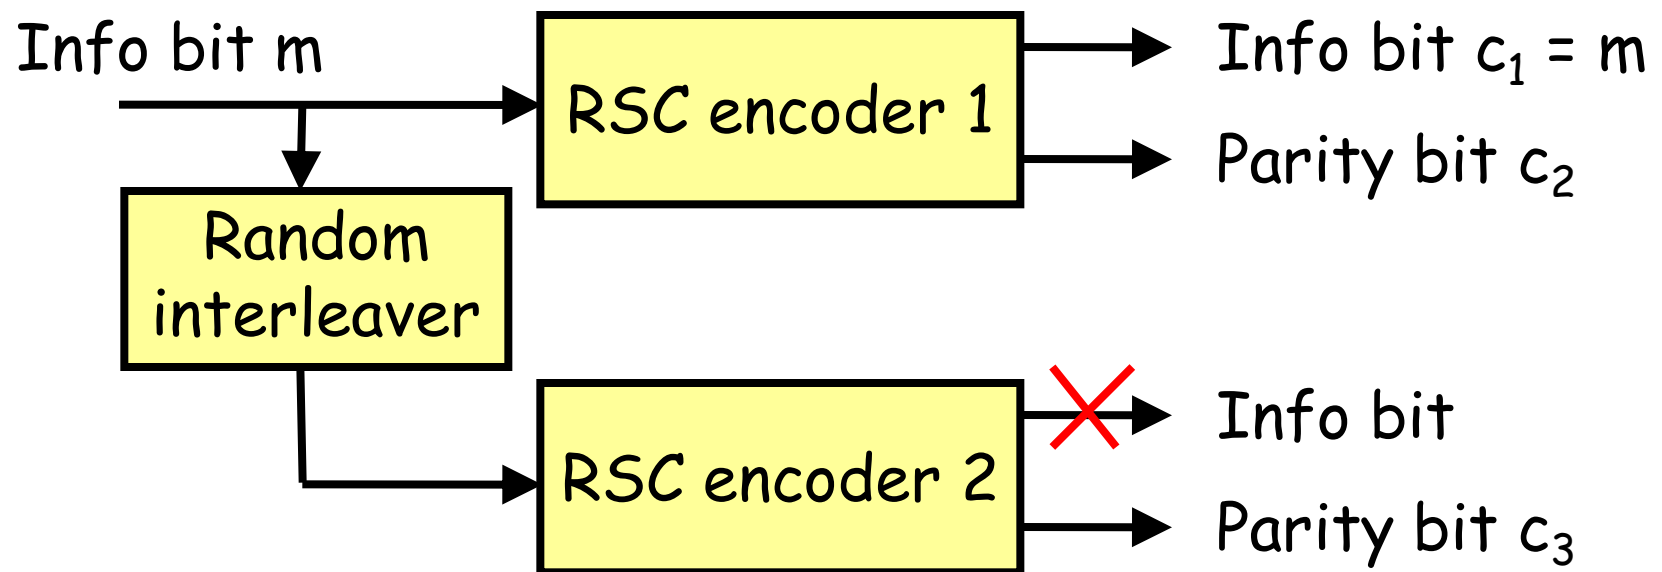 Info bit m
RSC encoder 1
Info bit c₁ = m
Parity bit c₂
Random
interleaver
RSC encoder 2
Info bit
Parity bit c₃